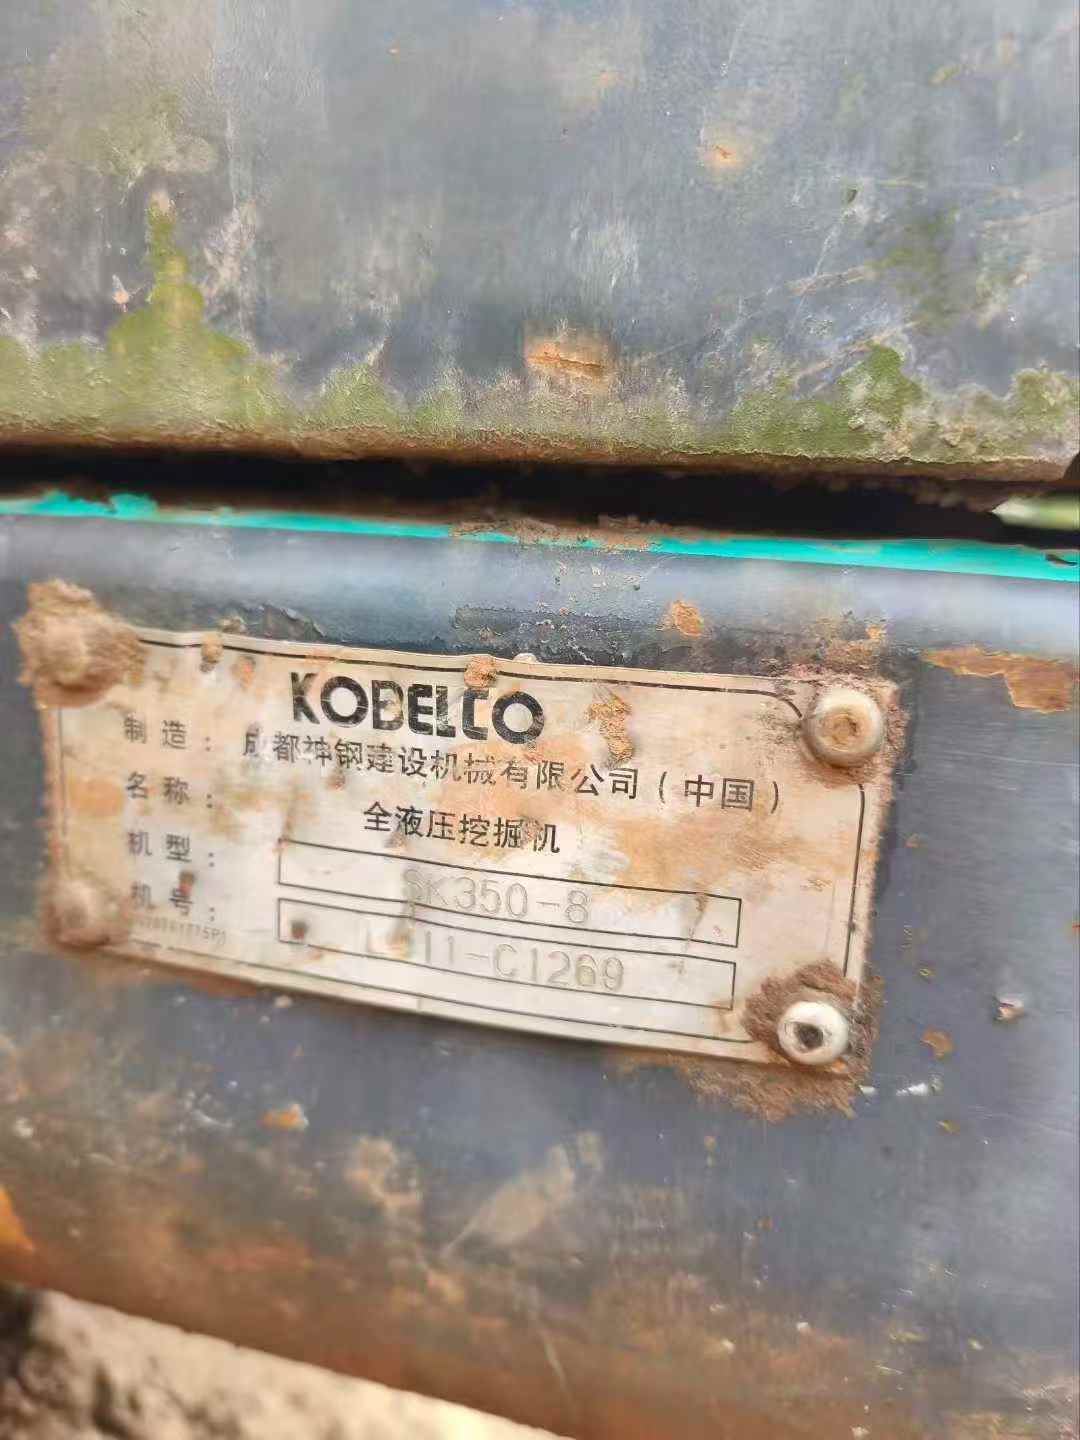 KOBELCO
制造： 成都神钢建设机械有限公司（中国）
名称： 全液压挖掘机
机型： SK350-8
机号： -C1269